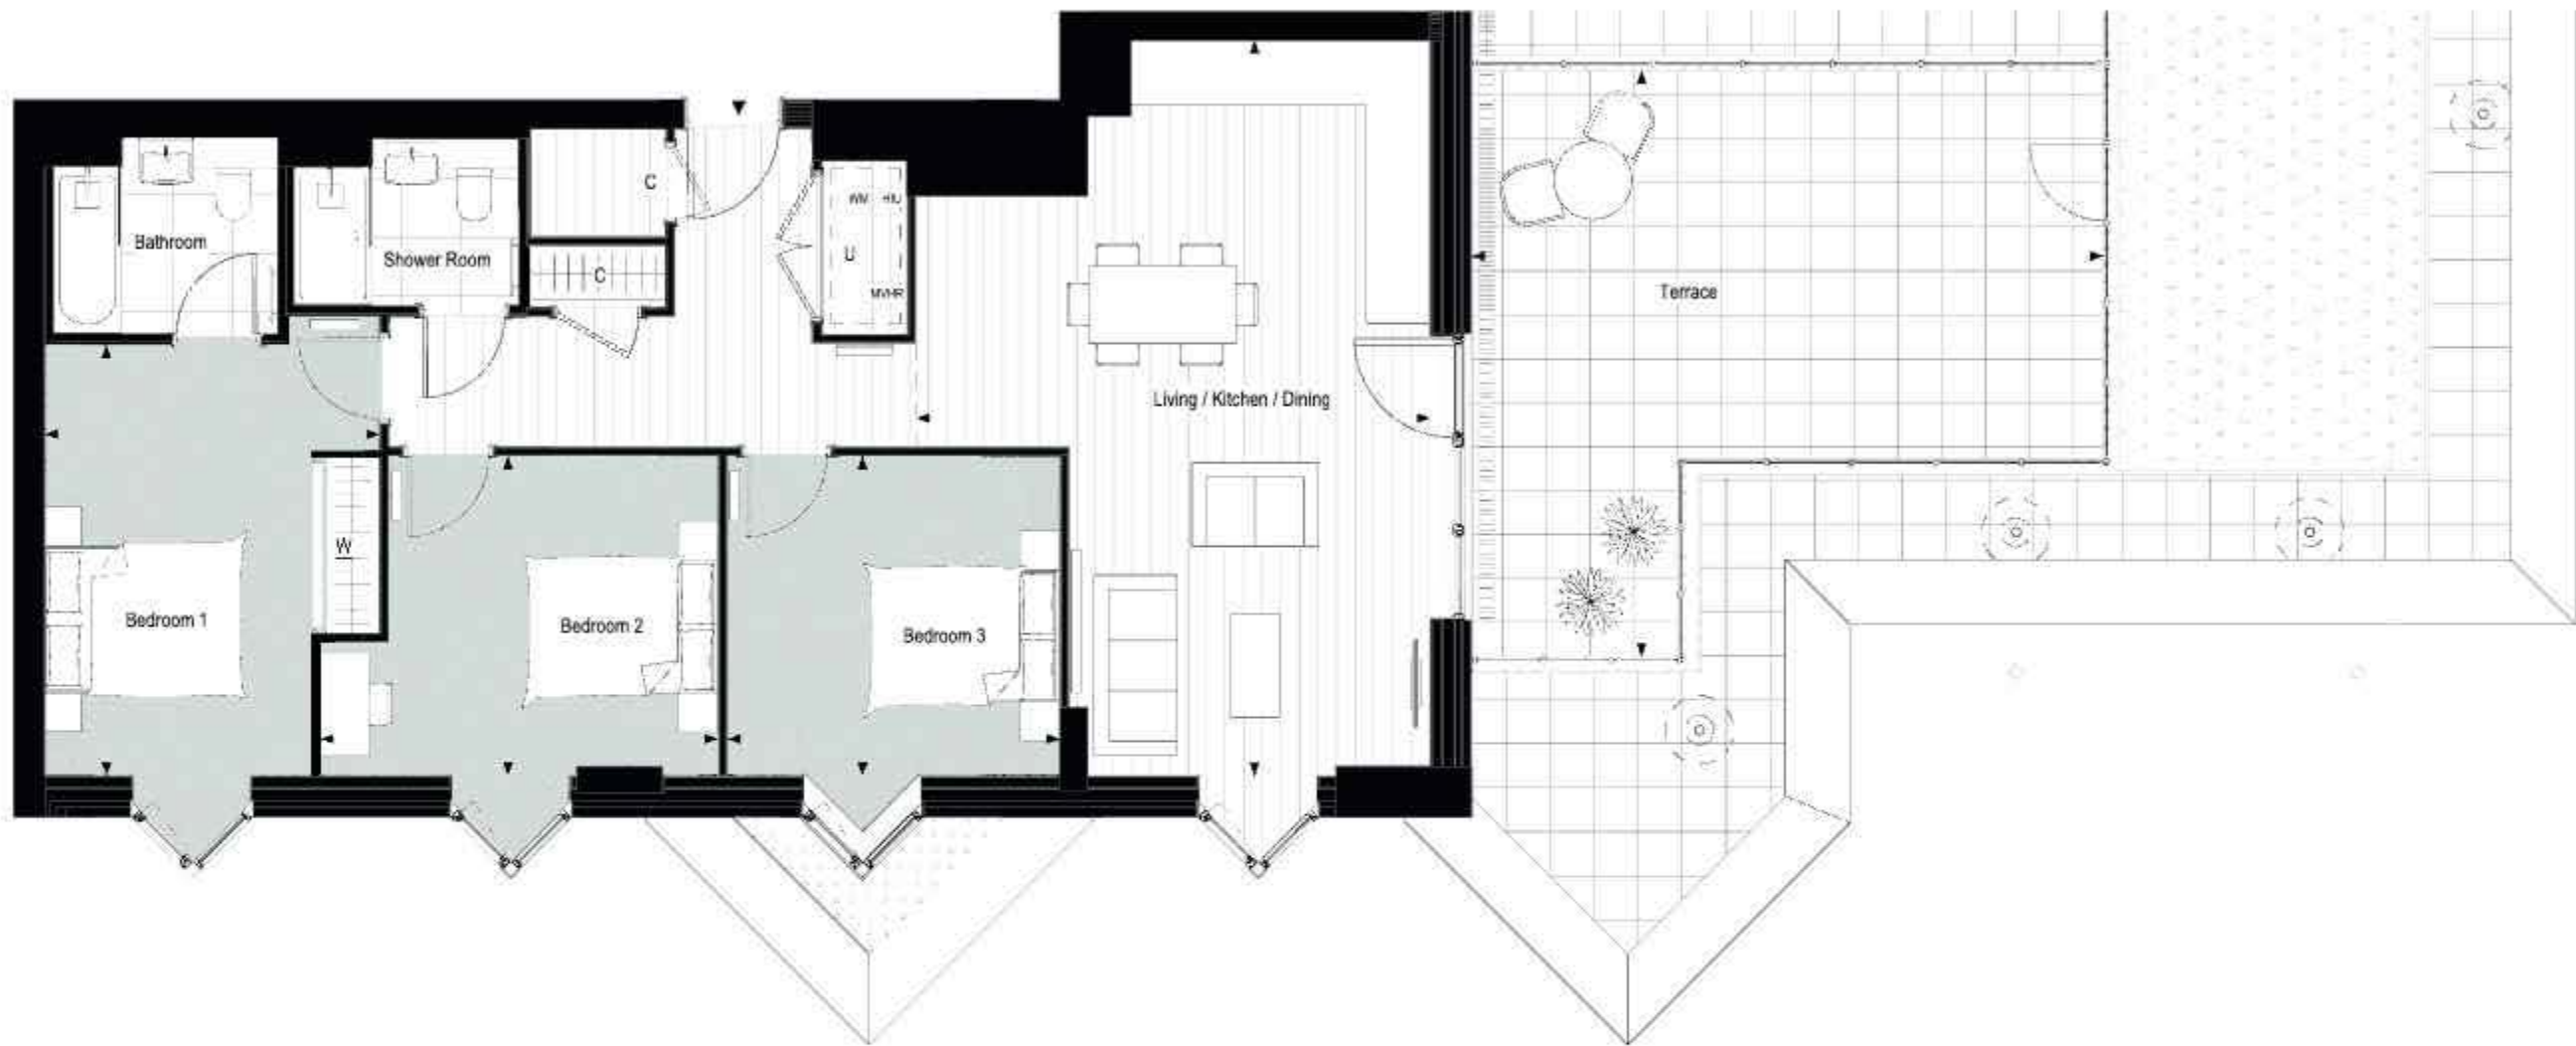 Bathroom
Shower Room
C
C
WM HIU
U
MVHR
Living / Kitchen / Dining
Terrace
W
Bedroom 1
Bedroom 2
Bedroom 3